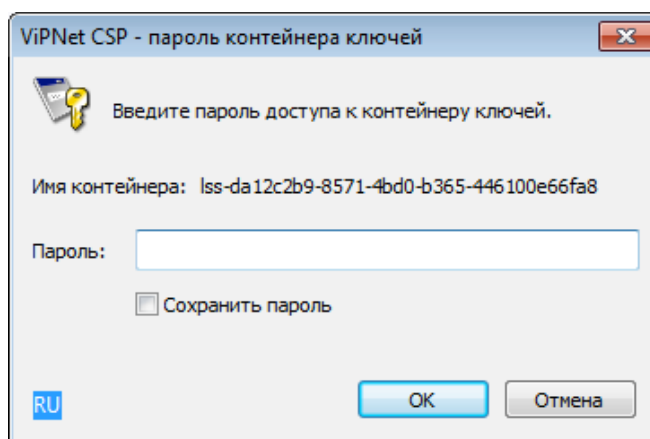 ViPNet CSP - пароль контейнера ключей
Введите пароль доступа к контейнеру ключей.
Имя контейнера: lss-da12c2b9-8571-4bd0-b365-446100e66fa8
Пароль:
Сохранить пароль
RU
OK
Отмена